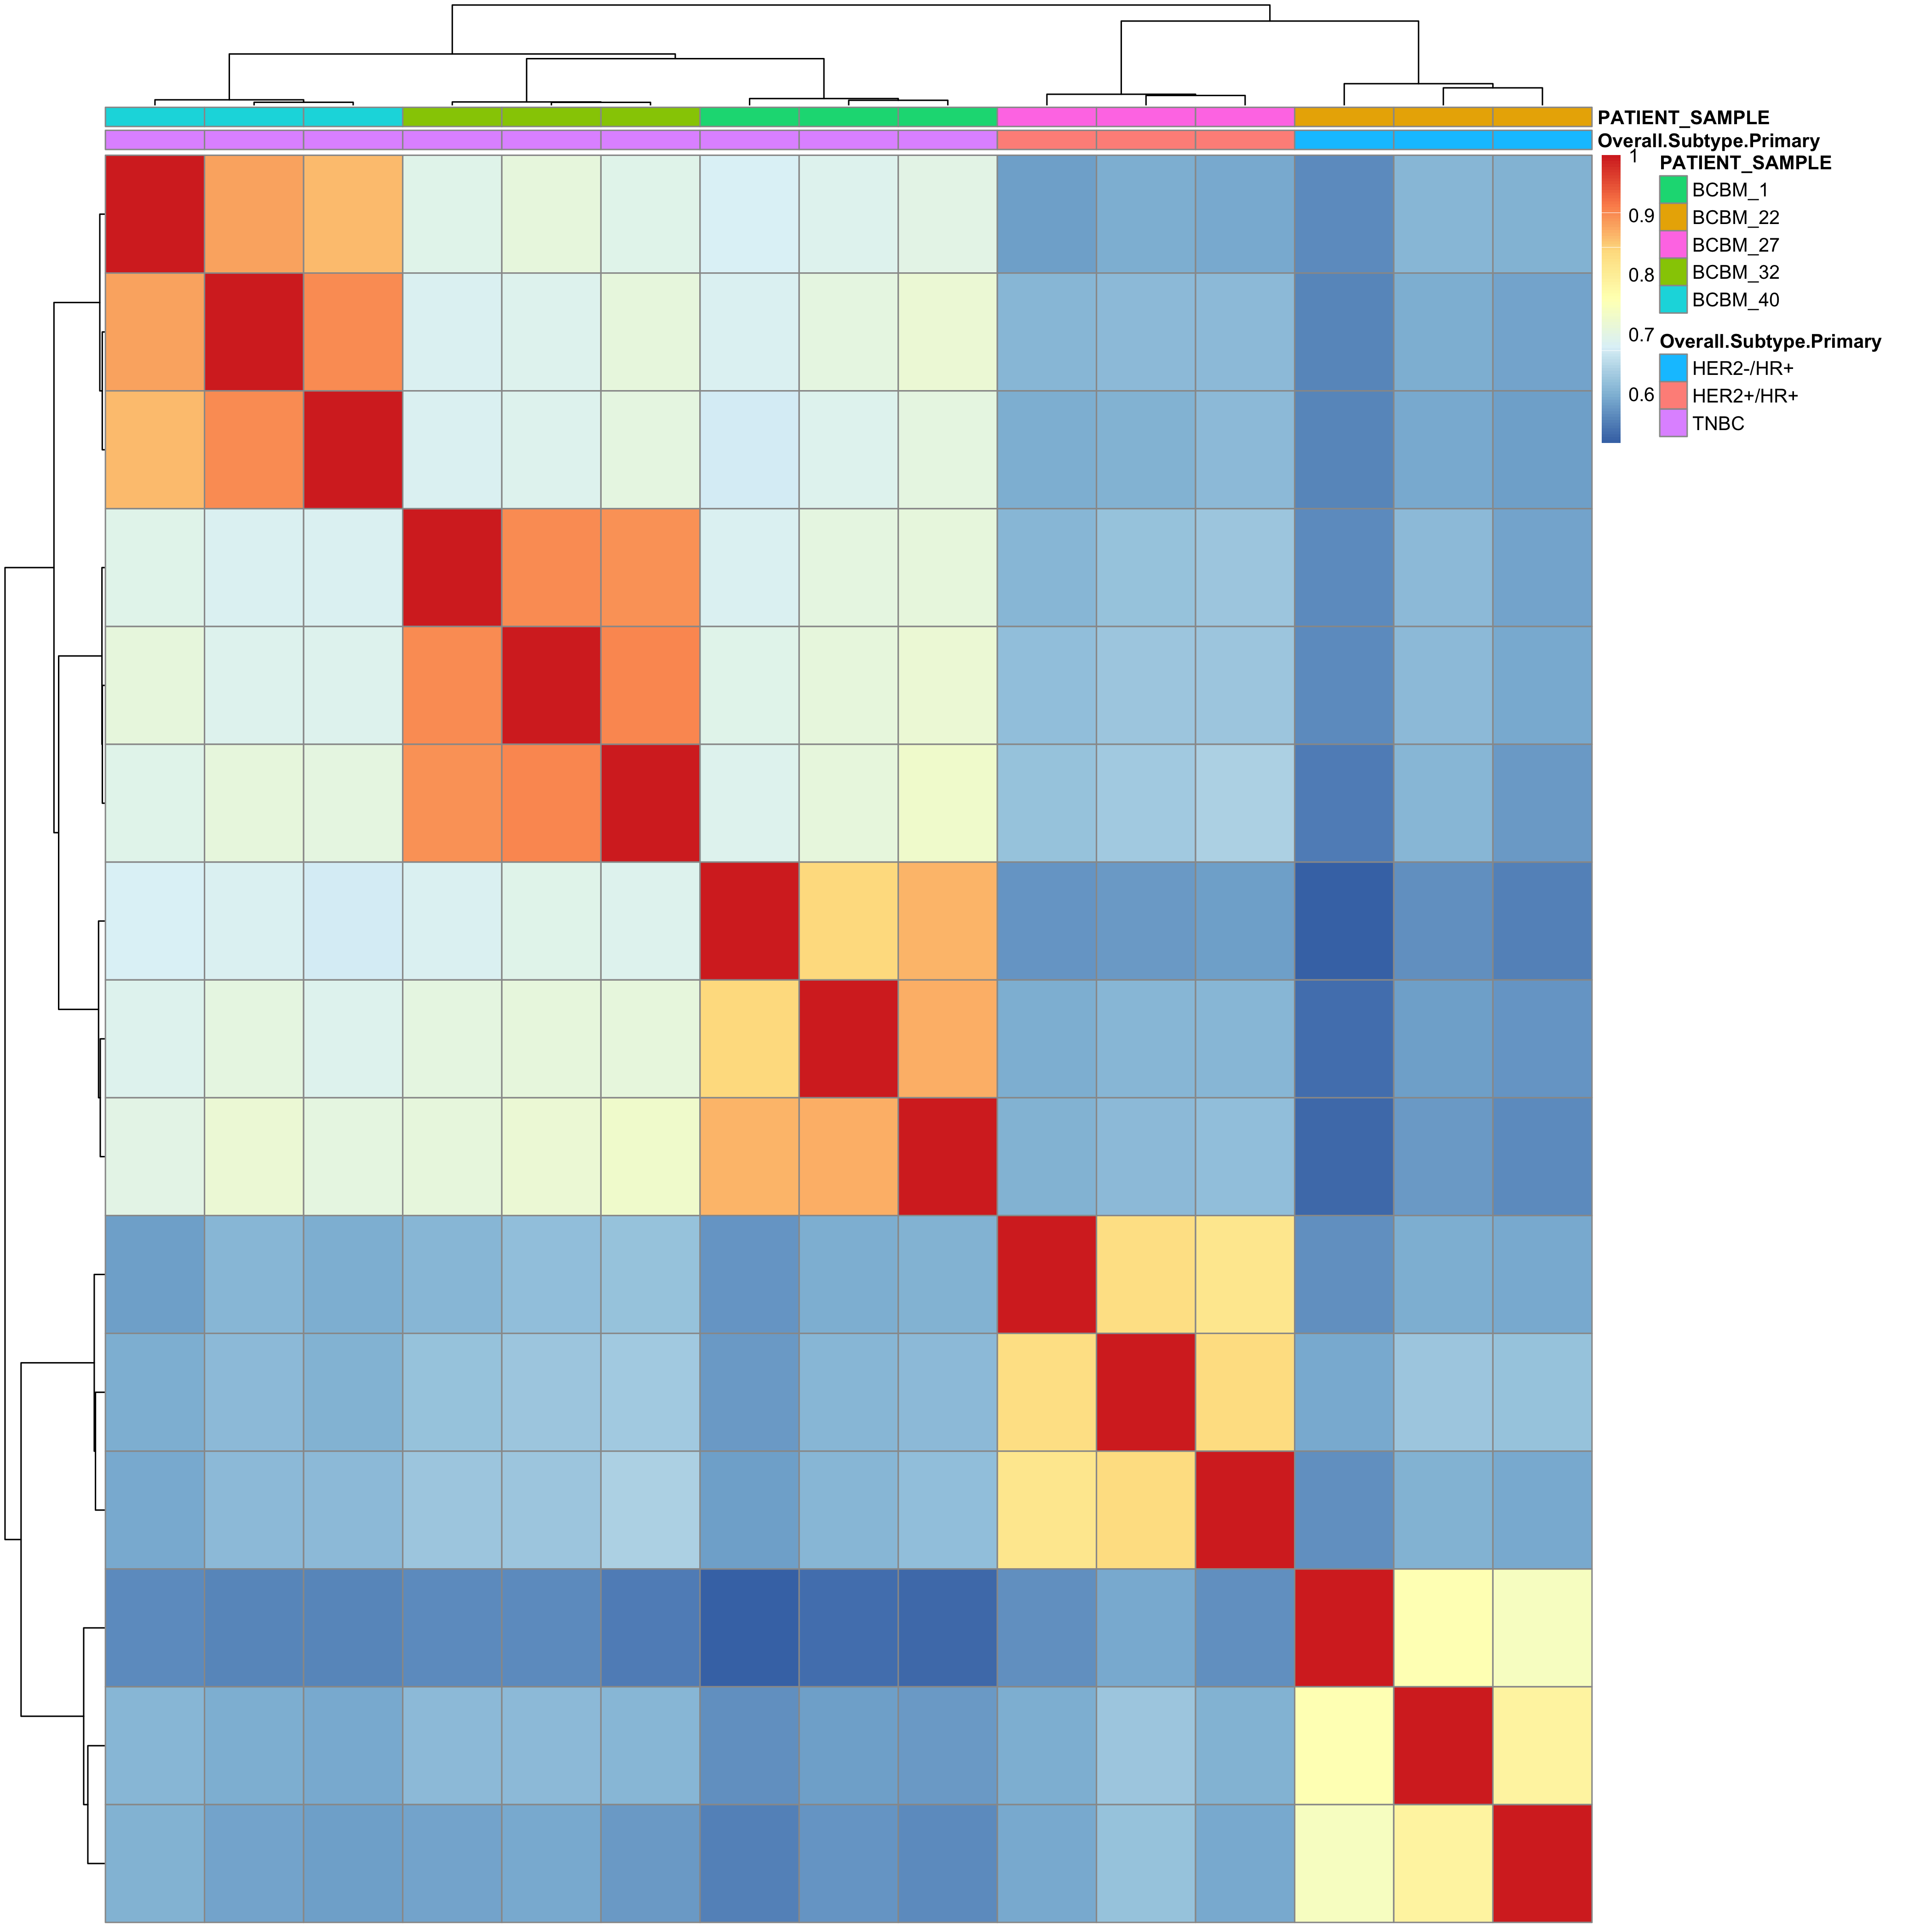 PATIENT_SAMPLE
Overall.Subtype.Primary
1
0.9
0.8
0.7
0.6
PATIENT_SAMPLE
BCBM_1
BCBM_22
BCBM_27
BCBM_32
BCBM_40
Overall.Subtype.Primary
HER2-/HR+
HER2+/HR+
TNBC